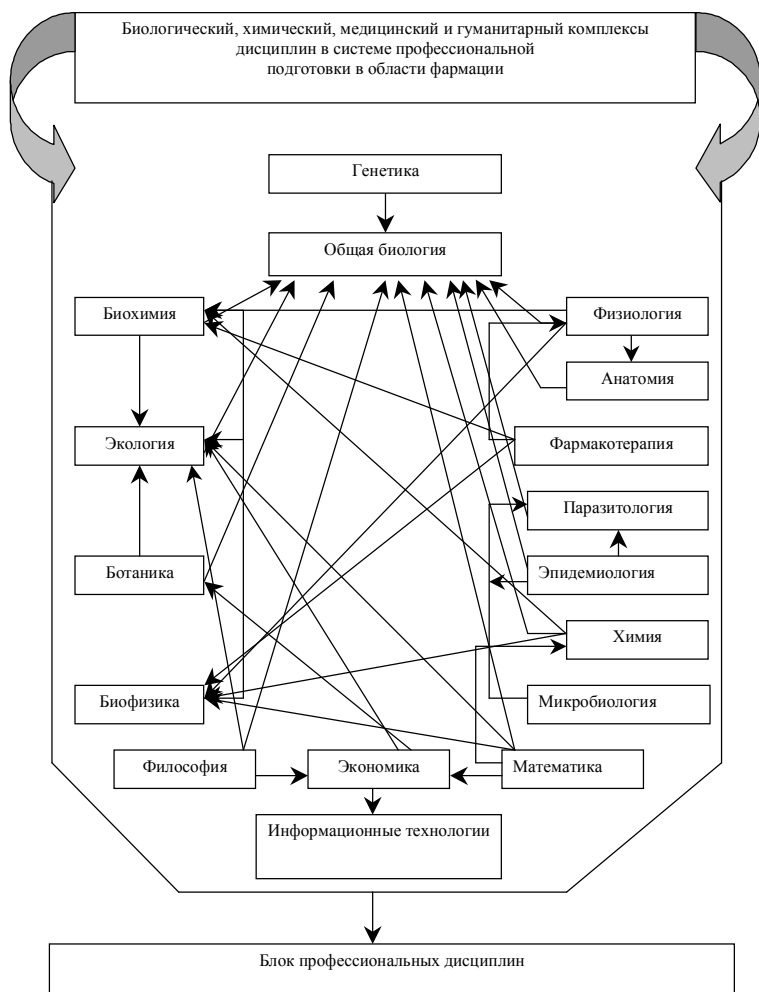 Биологический, химический, медицинский и гуманитарный комплексы
дисциплин в системе профессиональной
подготовки в области фармации
Генетика
Общая биология
Биохимия
Физиология
Анатомия
Экология
Фармакотерапия
Паразитология
Ботаника
Эпидемиология
Химия
Биофизика
Микробиология
Философия
Экономика
Математика
Информационные технологии
Блок профессиональных дисциплин